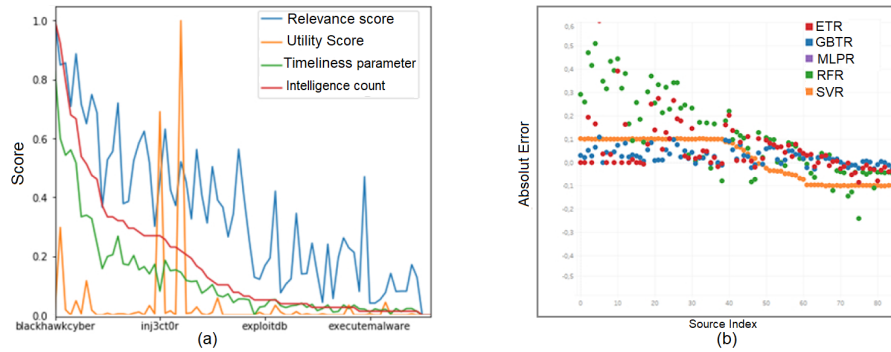 1.0
0.8
0.6
0.4
0.2
0.0
Score
Relevance score
Utility Score
Timeliness parameter
Intelligence count
blackhawkcyber
inj3ct0r
exploitdb
executemalware
(a)
0,6
0,5
0,4
0,3
0,2
0,1
0,0
-0,1
-0,2
-0,3
-0,4
-0,5
Absolut Error
ETR
GBTR
MLPR
RFR
SVR
0
10
20
30
40
50
60
70
80
Source Index
(b)